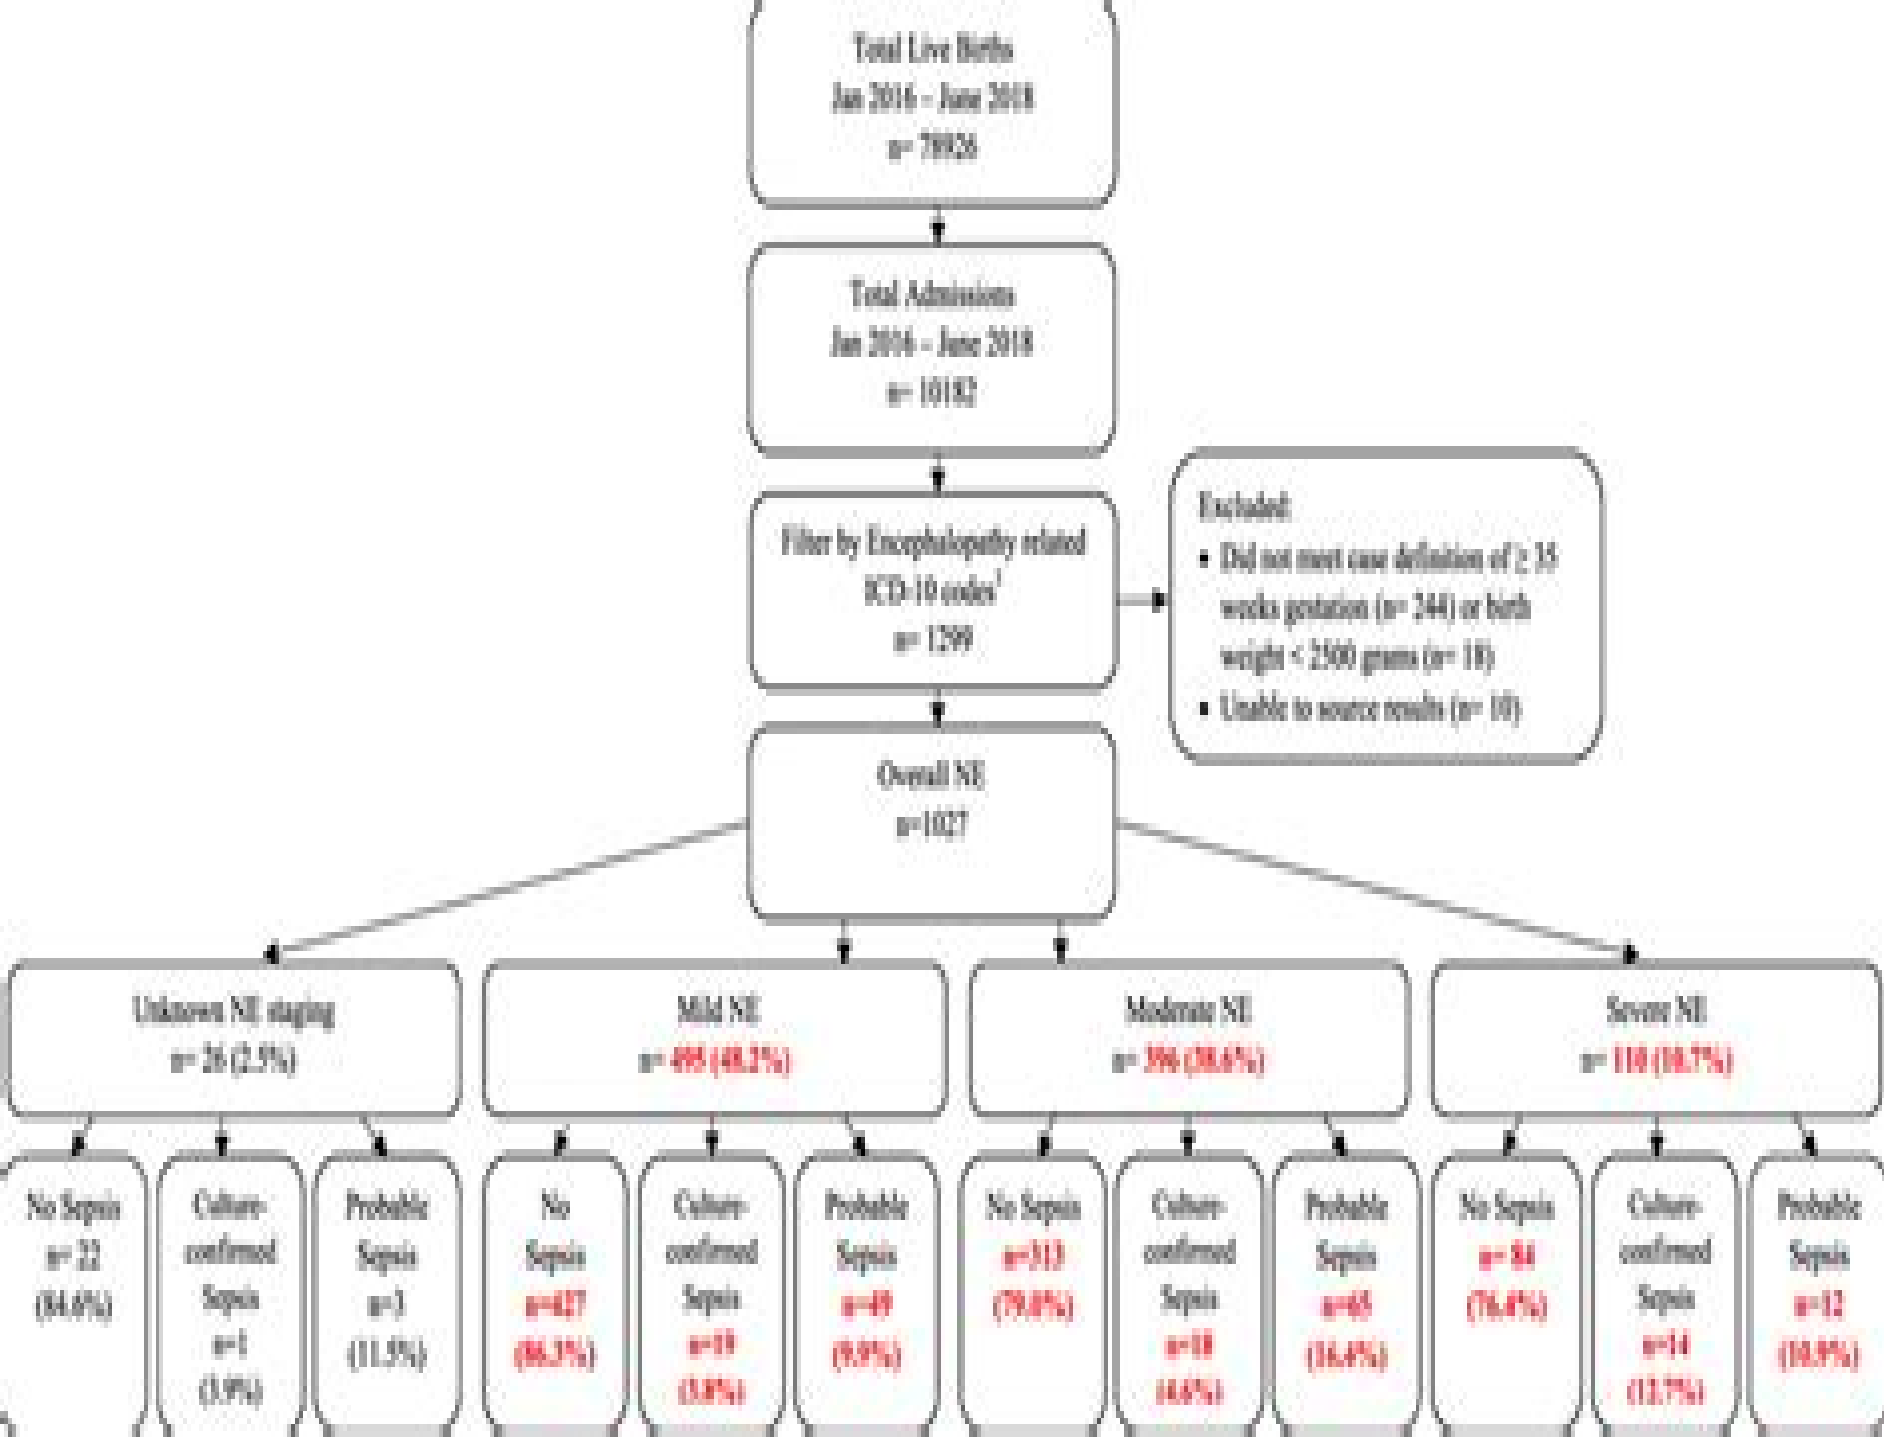 Total Live Births
Jan 2016 – June 2018
n= 78926
Total Admissions
Jan 2016 – June 2018
n= 10182
Filter by Encephalopathy related
ICD-10 codes¹
n= 1299
Excluded:
• Did not meet case definition of ≥ 35
weeks gestation (n= 244) or birth
weight < 2500 grams (n= 18)
• Unable to source results (n= 10)
Overall NE
n=1027
Unknown NE staging
n= 26 (2.5%)
Mild NE
n= 495 (48.2%)
Moderate NE
n= 396 (38.6%)
Severe NE
n= 110 (10.7%)
No Sepsis
n= 22
(84.6%)
Culture-
confirmed
Sepsis
n=1
(3.9%)
Probable
Sepsis
n=3
(11.5%)
No
Sepsis
n=427
(86.3%)
Culture-
confirmed
Sepsis
n=19
(3.8%)
Probable
Sepsis
n=49
(9.9%)
No Sepsis
n=313
(79.0%)
Culture-
confirmed
Sepsis
n=18
(4.6%)
Probable
Sepsis
n=65
(16.4%)
No Sepsis
n= 84
(76.4%)
Culture-
confirmed
Sepsis
n=14
(12.7%)
Probable
Sepsis
n=12
(10.9%)